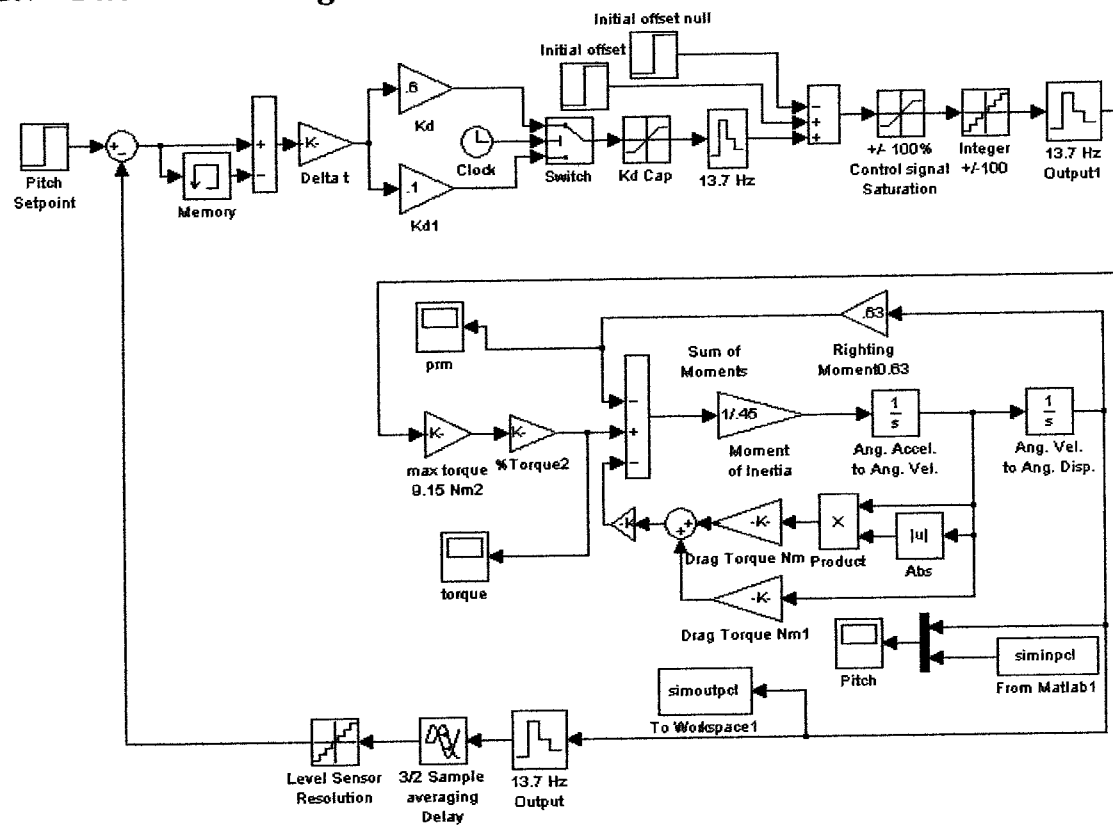 Initial offset null
Initial offset
.6
Kd
Pitch
Setpoint
+
−
Memory
+
−
K-
Delta t
Clock
.1
Kd1
Switch
Kd Cap
13.7 Hz
−
+
+
+/- 100%
Control signal
Saturation
Integer
+/-100
13.7 Hz
Output1
prm
.63
Righting
Moment0.63
Sum of
Moments
K-
max torque
9.15 Nm2
K-
%Torque2
−
+
−
1/.45
Moment
of Inertia
1
s
Ang. Accel.
to Ang. Vel.
1
s
Ang. Vel.
to Ang. Disp.
torque
-K
+
+
-K-
Drag Torque Nm
×
Product
|u|
Abs
-K-
Drag Torque Nm1
Pitch
siminpcl
From Matlab1
simoutpcl
To Workspace1
Level Sensor
Resolution
3/2 Sample
averaging
Delay
13.7 Hz
Output